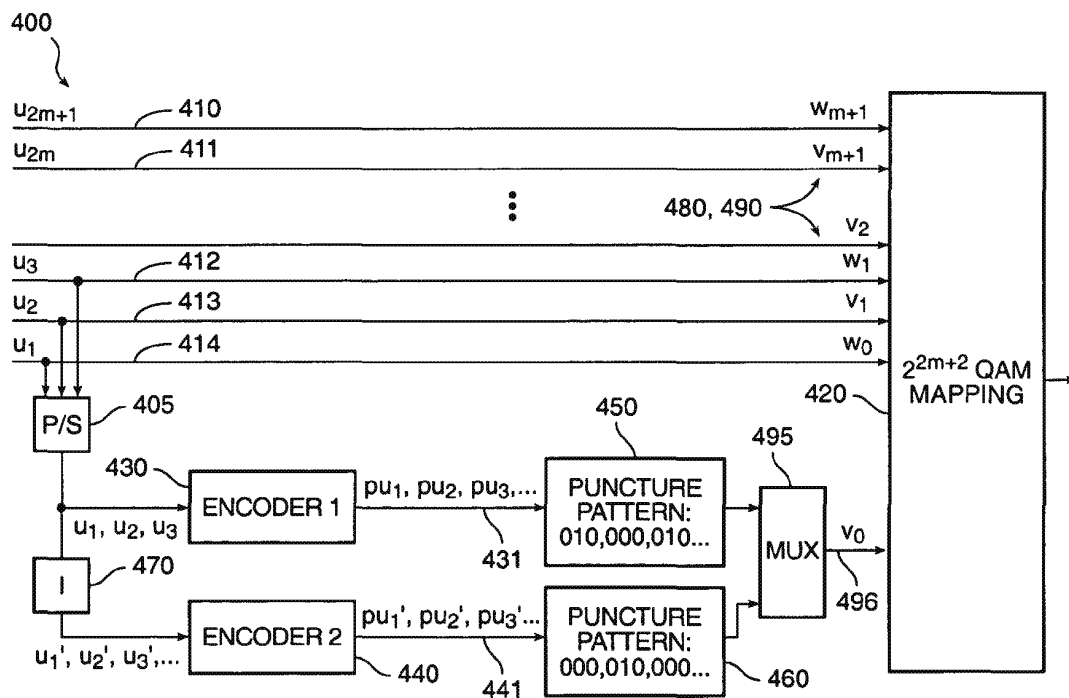 400
u2m+1
410
wm+1
u2m
411
vm+1
480, 490
v2
u3
412
w1
u2
413
v1
u1
414
w0
2^2m+2 QAM
MAPPING
420
P/S
405
430
ENCODER 1
pu1, pu2, pu3,...
431
450
PUNCTURE
PATTERN:
010,000,010...
495
MUX
v0
496
u1, u2, u3
I
470
u1', u2', u3',...
ENCODER 2
440
pu1', pu2', pu3'...
441
PUNCTURE
PATTERN:
000,010,000...
460